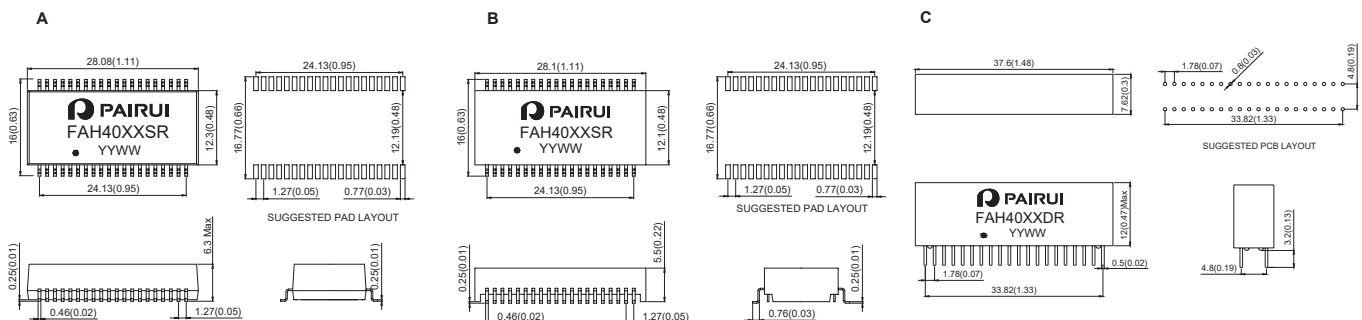 A
28.08(1.11)
16(0.63)
PAIRUI
FAH40XXSR
YYWW
12.3(0.48)
24.13(0.95)
24.13(0.95)
16.77(0.66)
12.19(0.48)
1.27(0.05)
0.77(0.03)
SUGGESTED PAD LAYOUT
0.25(0.01)
6.3 Max
0.46(0.02)
1.27(0.05)
0.25(0.01)
B
28.1(1.11)
16(0.63)
PAIRUI
FAH40XXSR
YYWW
12.1(0.48)
24.13(0.95)
24.13(0.95)
16.77(0.66)
12.19(0.48)
1.27(0.05)
0.77(0.03)
SUGGESTED PAD LAYOUT
0.25(0.01)
5.5(0.22)
0.46(0.02)
1.27(0.05)
0.25(0.01)
0.76(0.03)
C
37.6(1.48)
7.62(0.3)
1.78(0.07)
0.8(0.03)
4.8(0.19)
33.82(1.33)
SUGGESTED PCB LAYOUT
PAIRUI
FAH40XXDR
YYWW
12(0.47)Max
0.5(0.02)
1.78(0.07)
33.82(1.33)
3.2(0.13)
4.8(0.19)